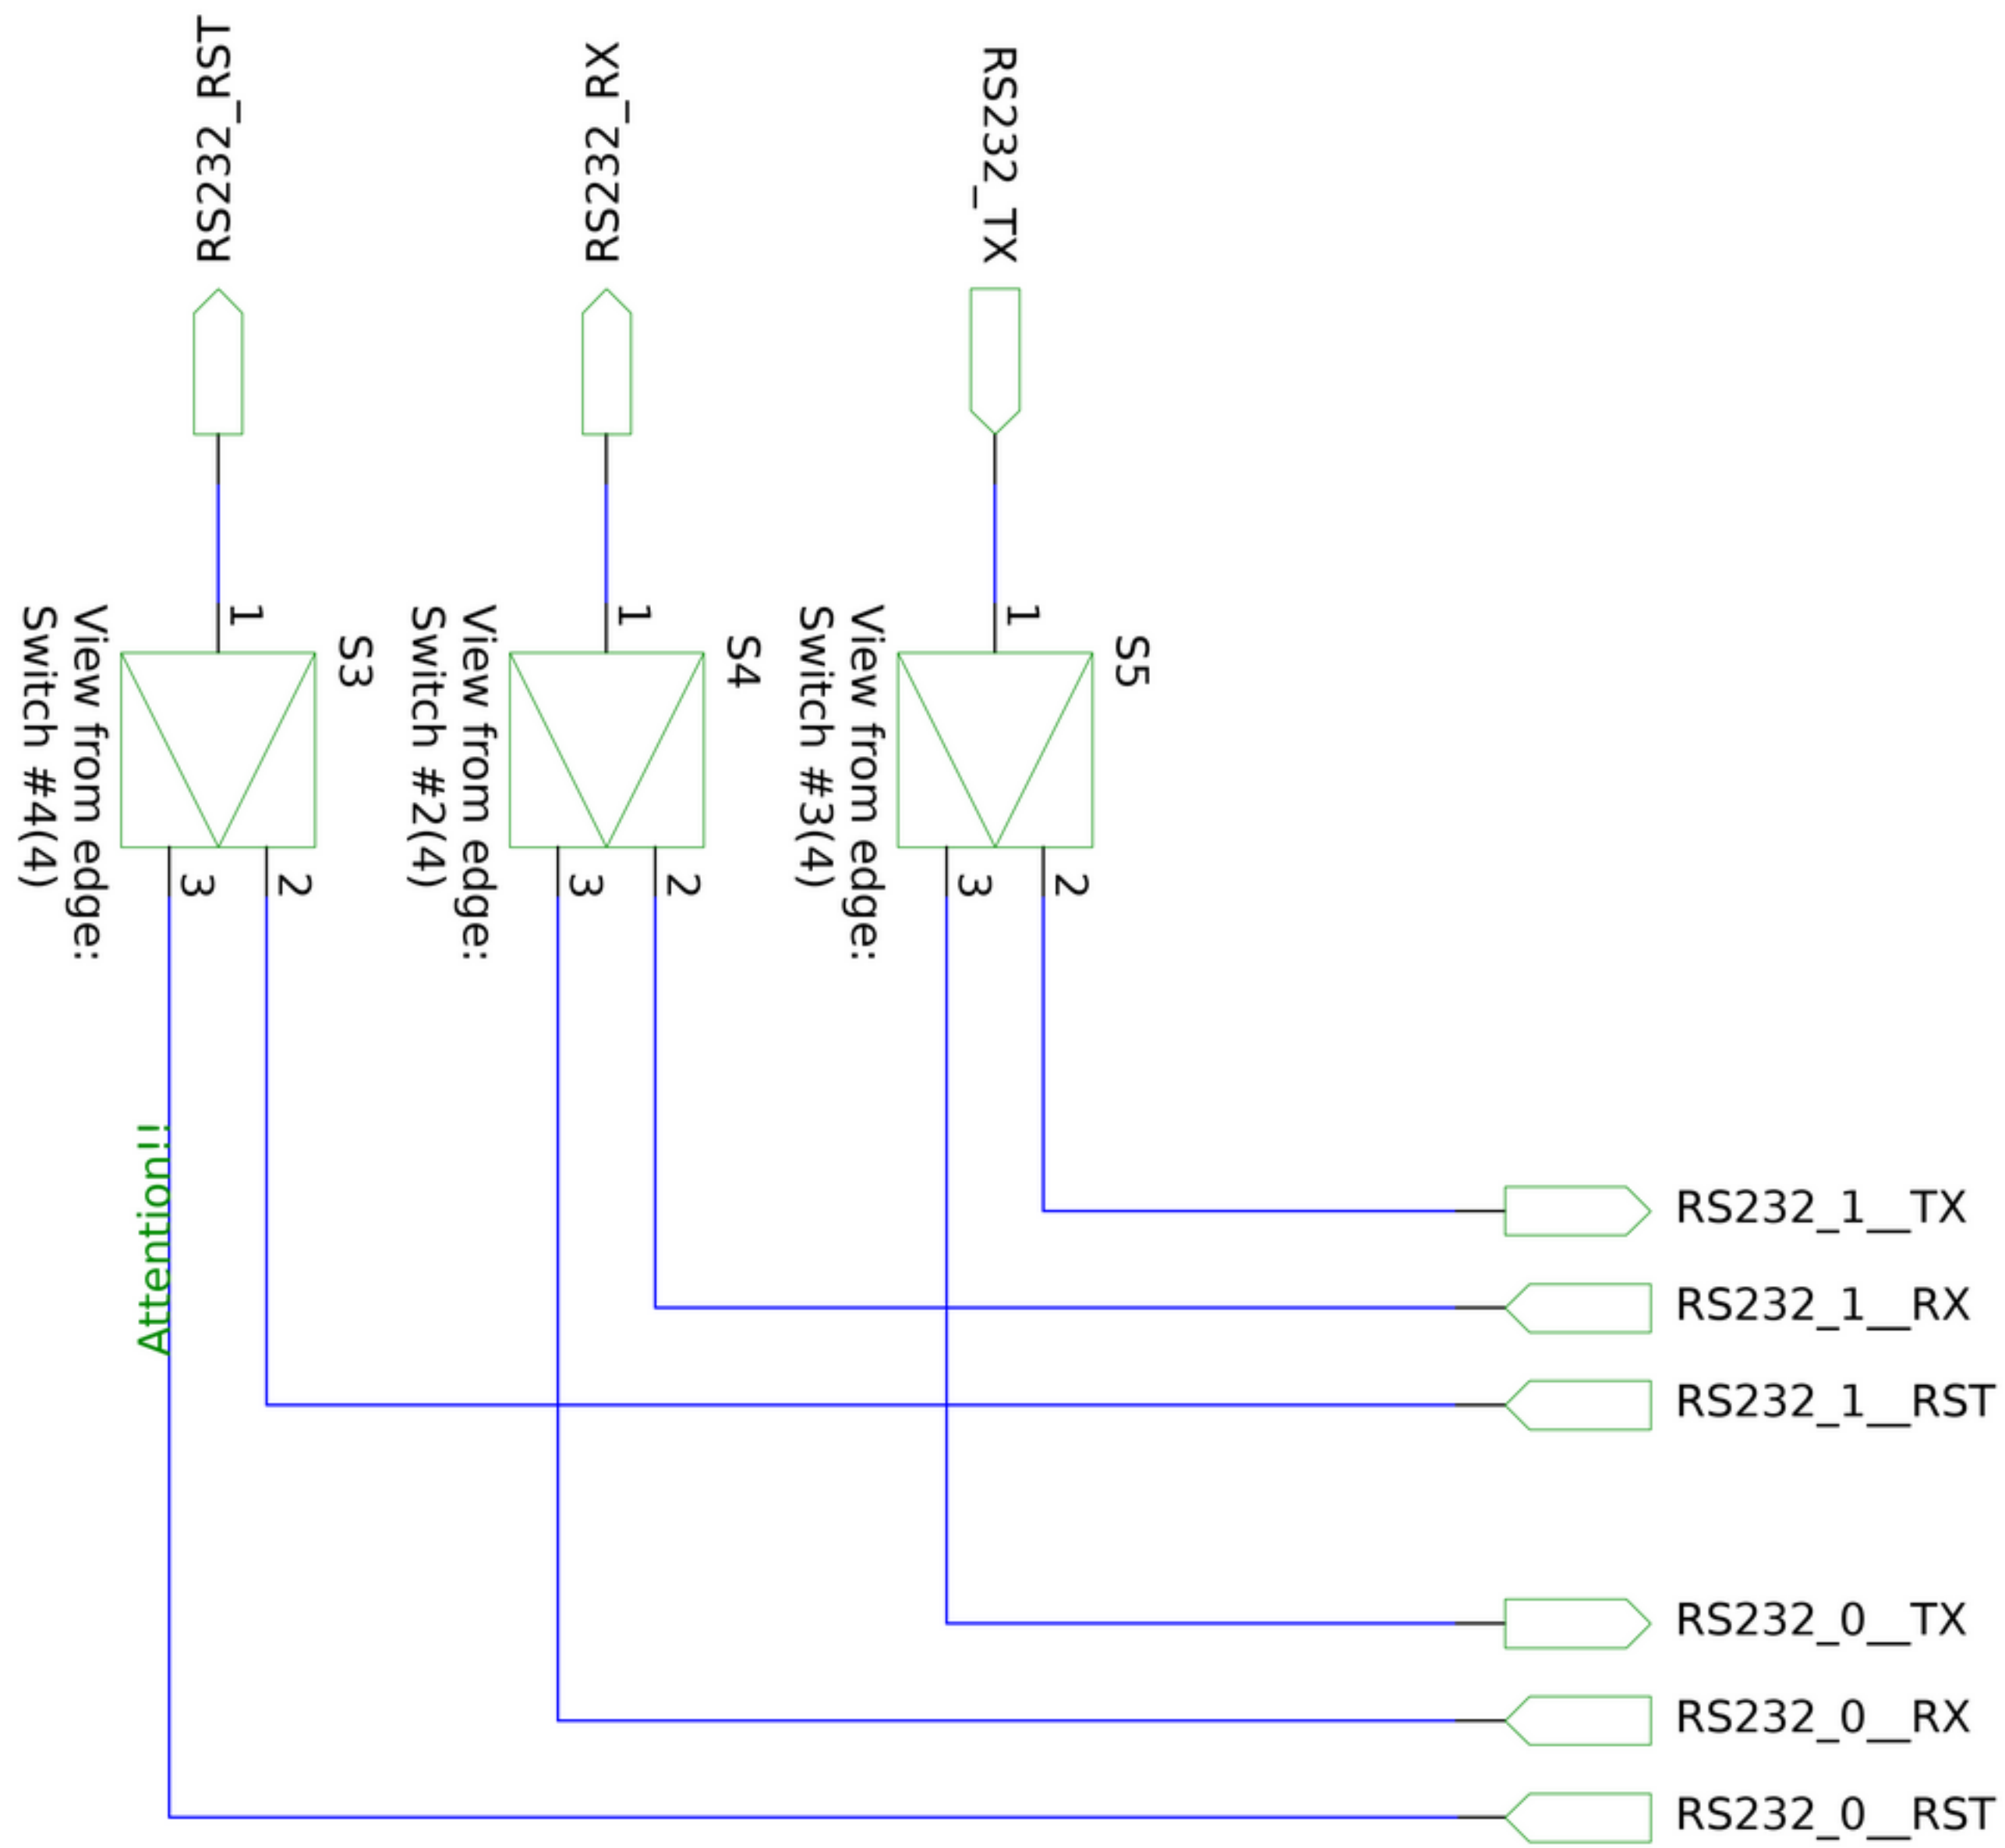 RS232_RST
RS232_RX
RS232_TX
1
S3
View from edge::
Switch #4(4)
3
2
1
S4
View from edge::
Switch #2(4)
3
2
1
S5
View from edge::
Switch #3(4)
3
2
Attention!!
RS232_1__TX
RS232_1__RX
RS232_1__RST
RS232_0__TX
RS232_0__RX
RS232_0__RST